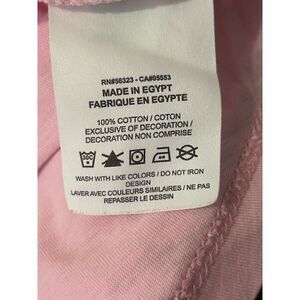 RN#56323 - CA#05553
MADE IN EGYPT
FABRIQUE EN EGYPTE
100% COTTON / COTON
EXCLUSIVE OF DECORATION /
DECORATION NON COMPRISE
WASH WITH LIKE COLORS / DO NOT IRON
DESIGN
LAVER AVEC COULEURS SIMILAIRES / NE PAS
REPASSER LE DESSIN